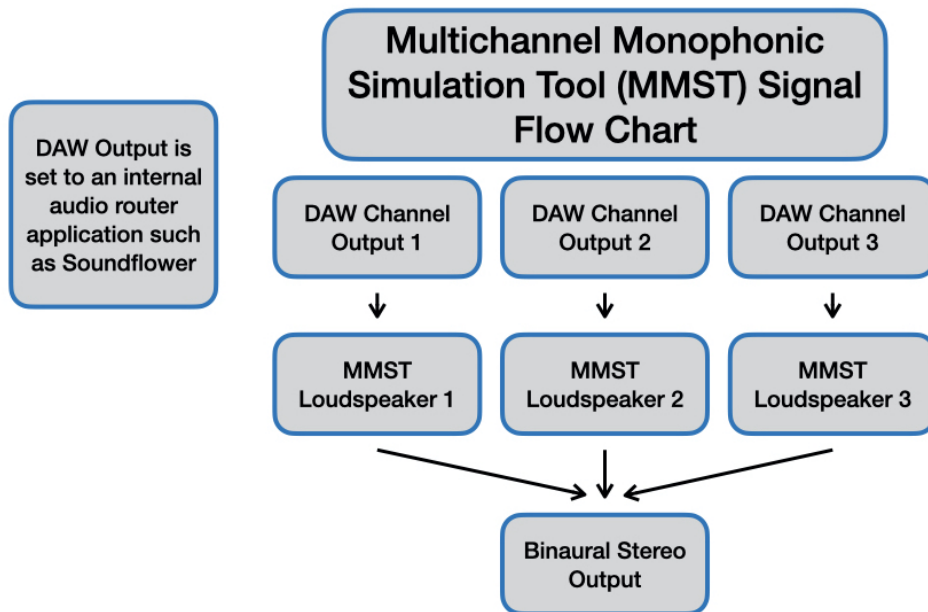 Multichannel Monophonic
Simulation Tool (MMST) Signal
Flow Chart
DAW Output is
set to an internal
audio router
application such
as Soundflower
DAW Channel
Output 1
DAW Channel
Output 2
DAW Channel
Output 3
MMST
Loudspeaker 1
MMST
Loudspeaker 2
MMST
Loudspeaker 3
Binaural Stereo
Output